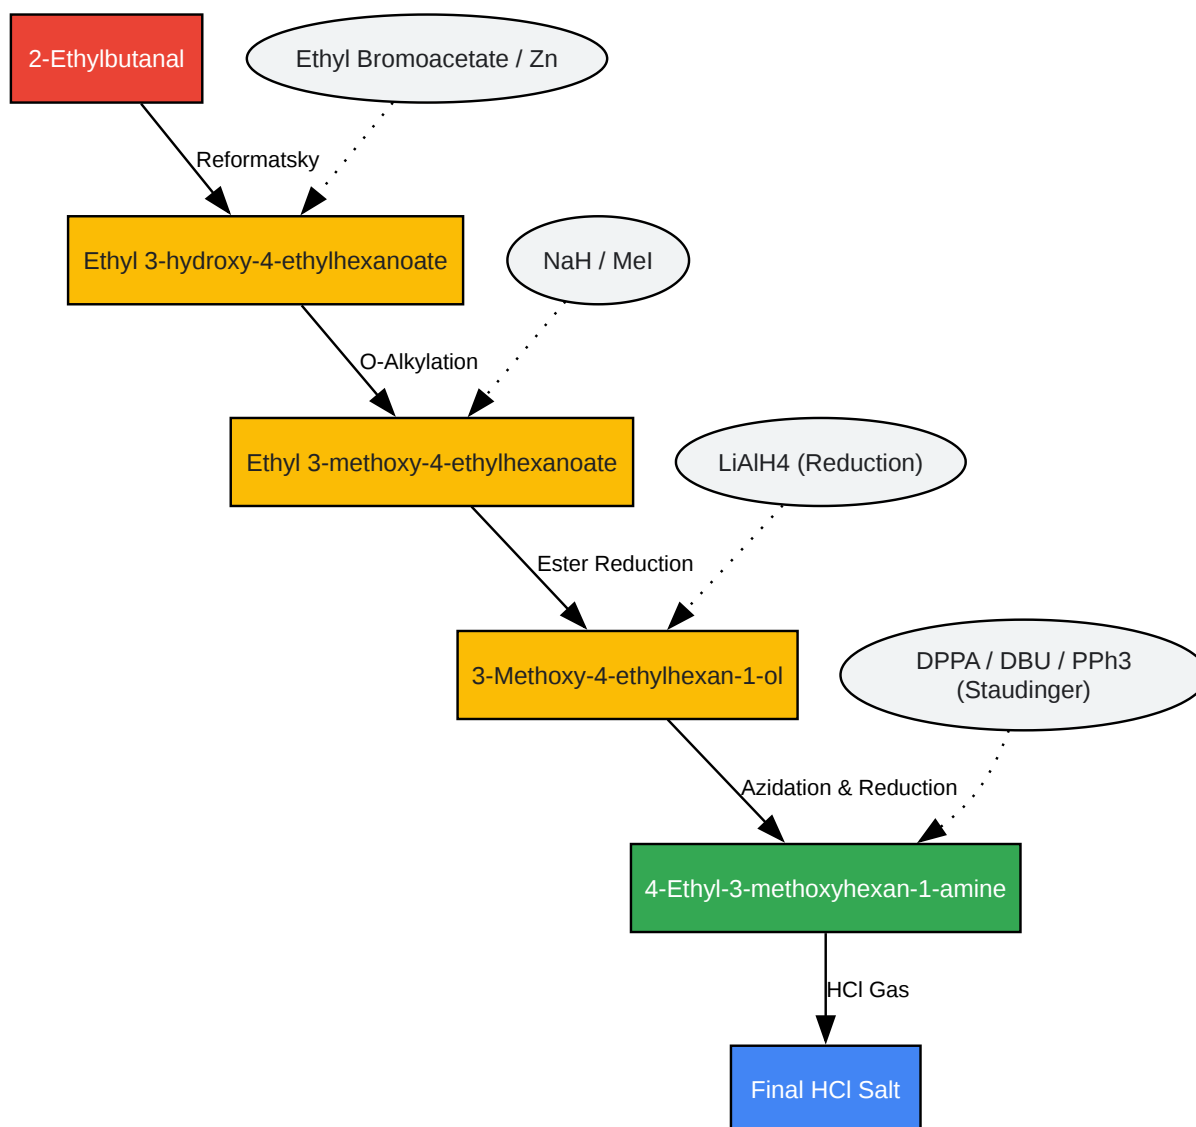 2-Ethylbutanal
Ethyl Bromoacetate / Zn
Reformatsky
Ethyl 3-hydroxy-4-ethylhexanoate
NaH / MeI
O-Alkylation
Ethyl 3-methoxy-4-ethylhexanoate
LiAlH4 (Reduction)
Ester Reduction
3-Methoxy-4-ethylhexan-1-ol
DPPA / DBU / PPh3
(Staudinger)
Azidation & Reduction
4-Ethyl-3-methoxyhexan-1-amine
HCl Gas
Final HCl Salt